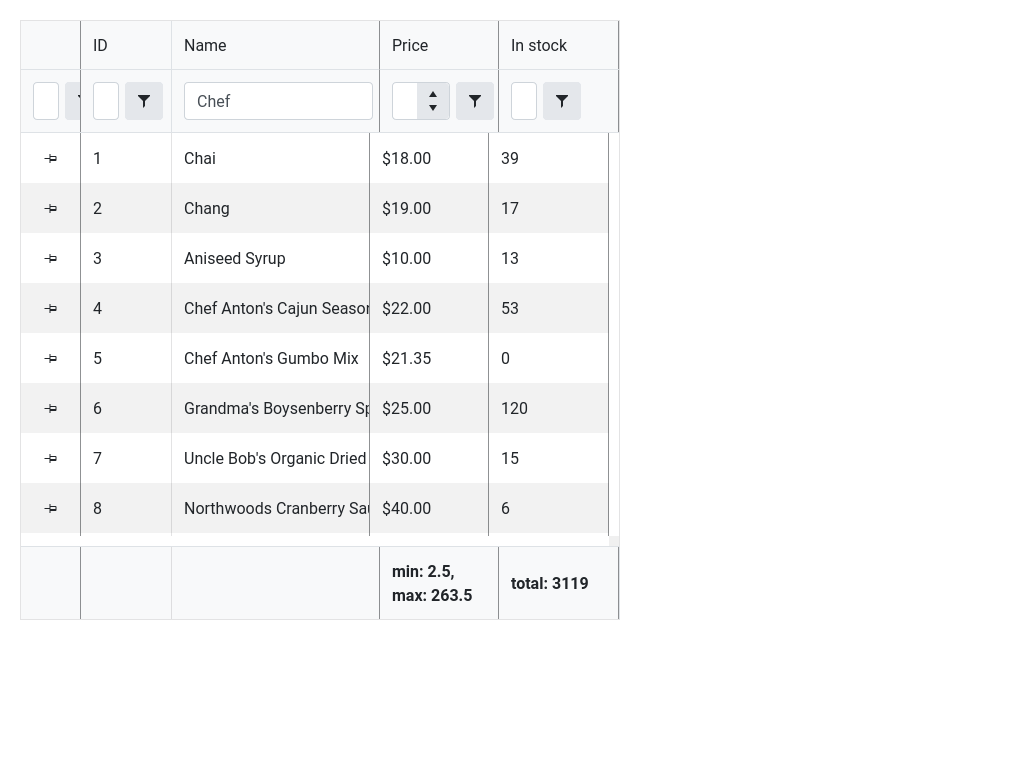 ID Name Price In stock
Chef
1 Chai $18.00 39
2 Chang $19.00 17
3 Aniseed Syrup $10.00 13
4 Chef Anton's Cajun $22.00 53
5 Chef Anton's Gumbo Mix $21.35 0
6 Grandma's Boysenberry $25.00 120
7 Uncle Bob's Organic Dried $30.00 15
8 Northwoods Cranberry $40.00 6
min: 2.5,
max: 263.5
total: 3119